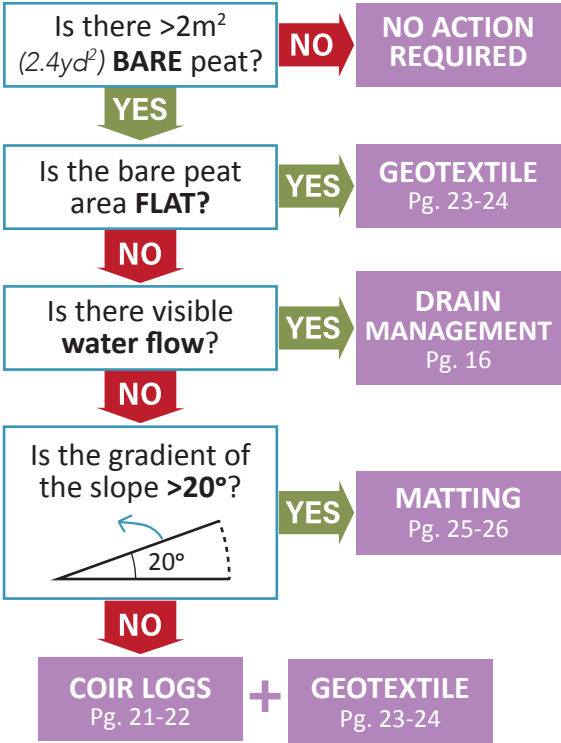 Is there >2m²
(2.4yd²) BARE peat?
NO
NO ACTION
REQUIRED
YES
Is the bare peat
area FLAT?
YES
GEOTEXTILE
Pg. 23-24
NO
Is there visible
water flow?
YES
DRAIN
MANAGEMENT
Pg. 16
NO
Is the gradient of
the slope >20º?
20º
YES
MATTING
Pg. 25-26
NO
COIR LOGS
Pg. 21-22
+
GEOTEXTILE
Pg. 23-24